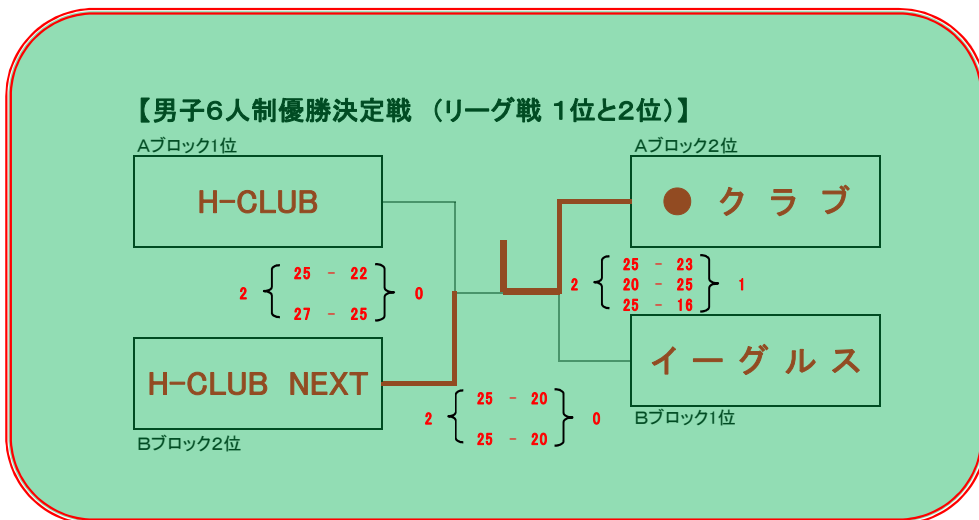 【男子6人制優勝決定戦 (リーグ戦 1位と2位)】
Aブロック1位
H-CLUB
Aブロック2位
● ク ラ ブ
2 { 25 - 22
27 - 25 } 0
2 { 25 - 23
20 - 25
25 - 16 } 1
H-CLUB NEXT
Bブロック2位
イ ー グ ル ス
Bブロック1位
2 { 25 - 20
25 - 20 } 0